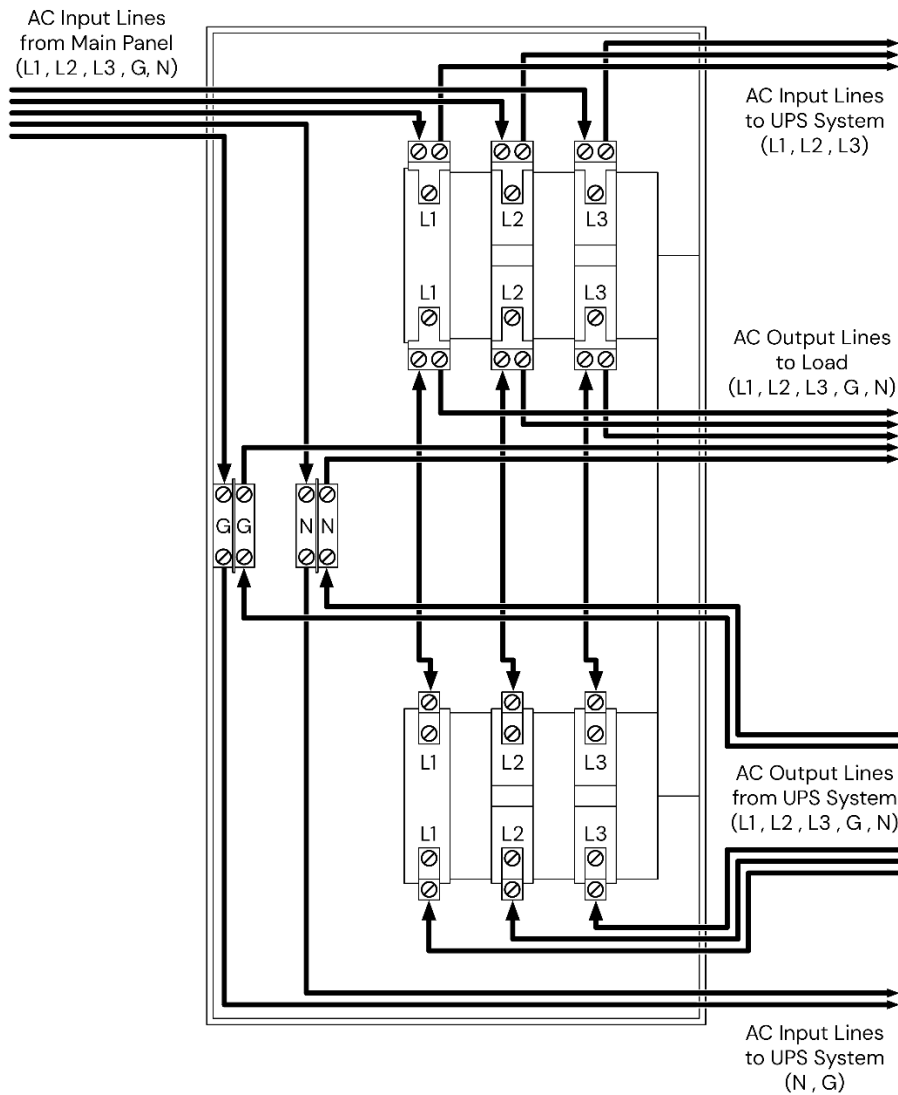 AC Input Lines
from Main Panel
(L1 , L2 , L3 , G, N)
AC Input Lines
to UPS System
(L1 , L2 , L3)
L1 L2 L3
L1 L2 L3
AC Output Lines
to Load
(L1 , L2 , L3 , G , N)
G G N N
L1 L2 L3
AC Output Lines
from UPS System
(L1 , L2 , L3 , G , N)
L1 L2 L3
AC Input Lines
to UPS System
(N , G)